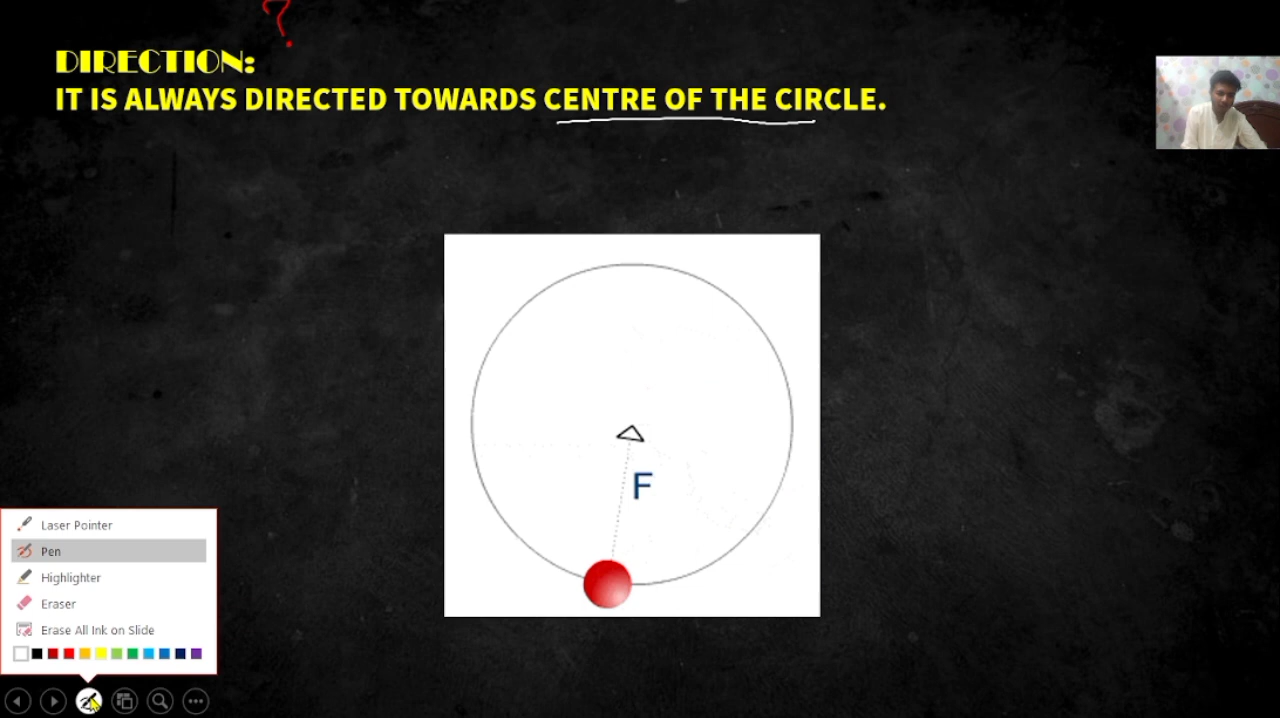 ?
DIRECTION:
IT IS ALWAYS DIRECTED TOWARDS CENTRE OF THE CIRCLE.
F
Laser Pointer
Pen
Highlighter
Eraser
Erase All Ink on Slide